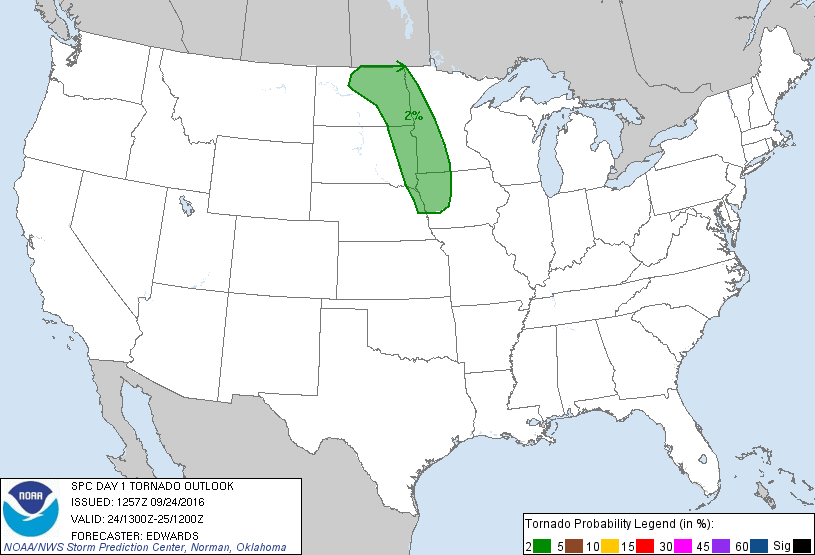 2%
NOAA
SPC DAY 1 TORNADO OUTLOOK
ISSUED: 1257Z 09/24/2016
VALID: 24/1300Z-25/1200Z
FORECASTER: EDWARDS
NOAA/NWS Storm Prediction Center, Norman, Oklahoma
Tornado Probability Legend (in %):
2 5 10 15 30 45 60 Sig